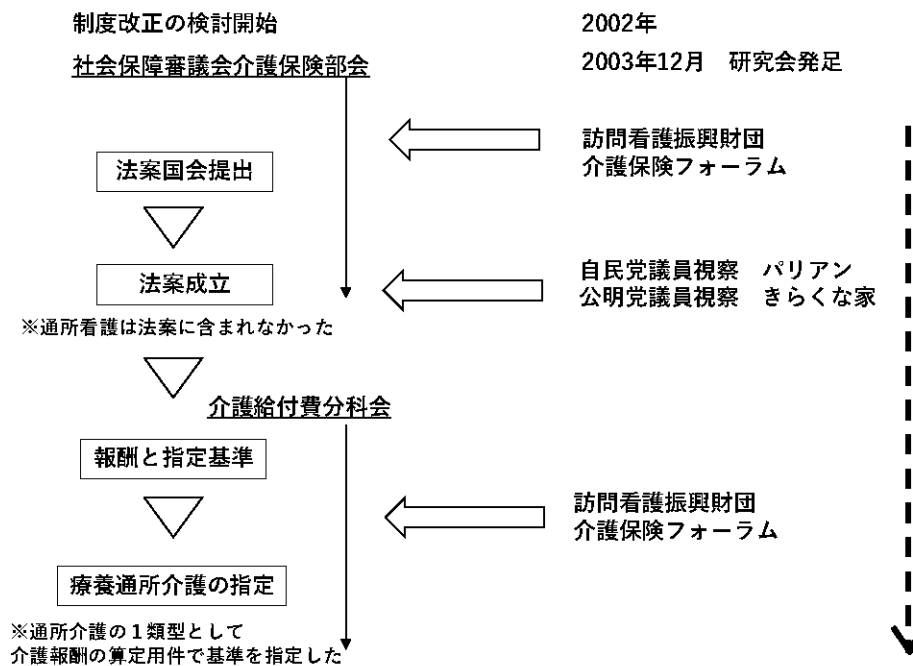 制度改正の検討開始
2002年
社会保障審議会介護保険部会
2003年12月　研究会発足
訪問看護振興財団
介護保険フォーラム
法案国会提出
自民党議員視察　パリアン
公明党議員視察　きらくな家
法案成立
※通所看護は法案に含まれなかった
介護給付費分科会
報酬と指定基準
訪問看護振興財団
介護保険フォーラム
療養通所介護の指定
※通所介護の１類型として
介護報酬の算定用件で基準を指定した